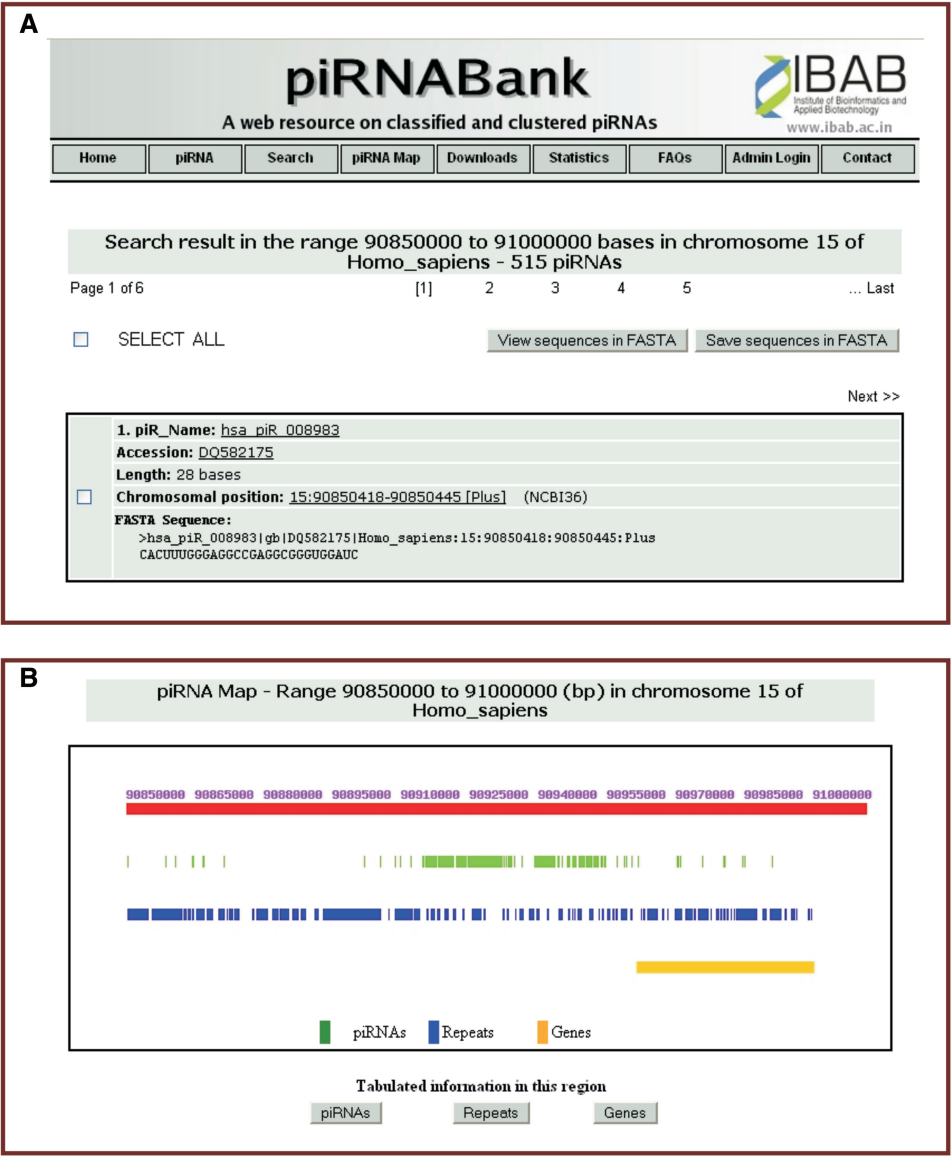 A
piRNABank
A web resource on classified and clustered piRNAs
IBAB
Institute of Bioinformatics and
Applied Biotechnology
www.ibab.ac.in
Home piRNA Search piRNA Map Downloads Statistics FAQs Admin Login Contact
Search result in the range 90850000 to 91000000 bases in chromosome 15 of
Homo_sapiens - 515 piRNAs
Page 1 of 6 [1] 2 3 4 5 ... Last
SELECT ALL View sequences in FASTA Save sequences in FASTA
Next >>
1. piR_Name: hsa_piR_008983
Accession: DQ582175
Length: 28 bases
Chromosomal position: 15:90850418-90850445 [Plus] (NCBI36)
FASTA Sequence:
>hsa_piR_008983|gb|DQ582175|Homo_sapiens:15:90850418:90850445:Plus
CACUUUGGGAGGCCGAGGCGGGUGGAUC
B
piRNA Map - Range 90850000 to 91000000 (bp) in chromosome 15 of
Homo_sapiens
90850000 90865000 90880000 90895000 90910000 90925000 90940000 90955000 90970000 90985000 91000000
piRNAs Repeats Genes
Tabulated information in this region
piRNAs Repeats Genes